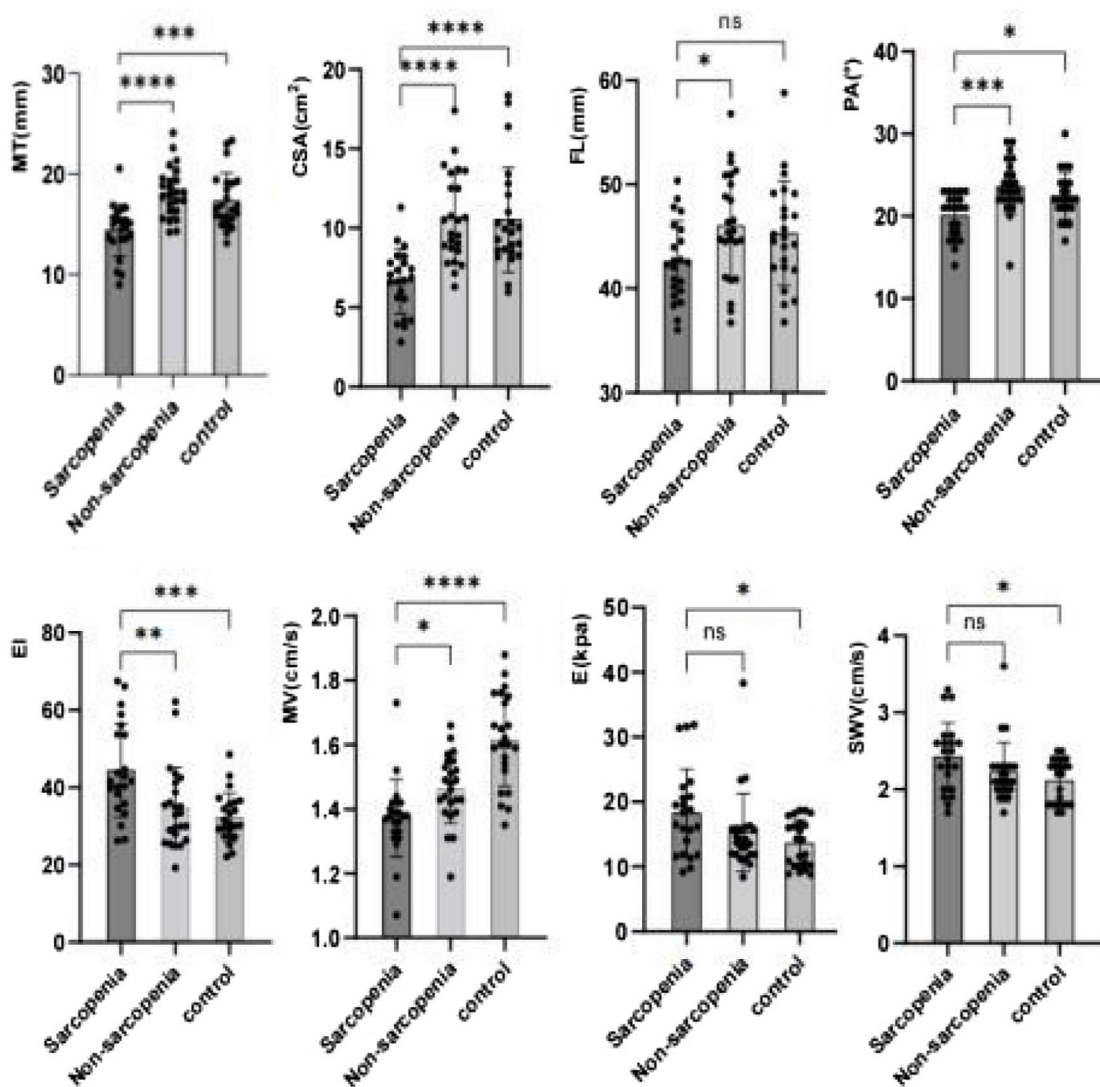 *** **** ns *
**** **** * ***
MT(mm) CSA(cm²) FL(mm) PA(°)
30 20 60 40
20 15 50 30
10 10 40 20
0 5 30 10
0 0
Sarcopenia Non-sarcopenia control
Sarcopenia Non-sarcopenia control
Sarcopenia Non-sarcopenia control
Sarcopenia Non-sarcopenia control
*** **** * *
** * ns ns
EI MV(cm/s) E(kpa) SWV(cm/s)
80 2.0 50 4
60 1.8 40 3
40 1.6 30 2
20 1.4 20 1
0 1.2 10 0
1.0 0
Sarcopenia Non-sarcopenia control
Sarcopenia Non-sarcopenia control
Sarcopenia Non-sarcopenia control
Sarcopenia Non-sarcopenia control